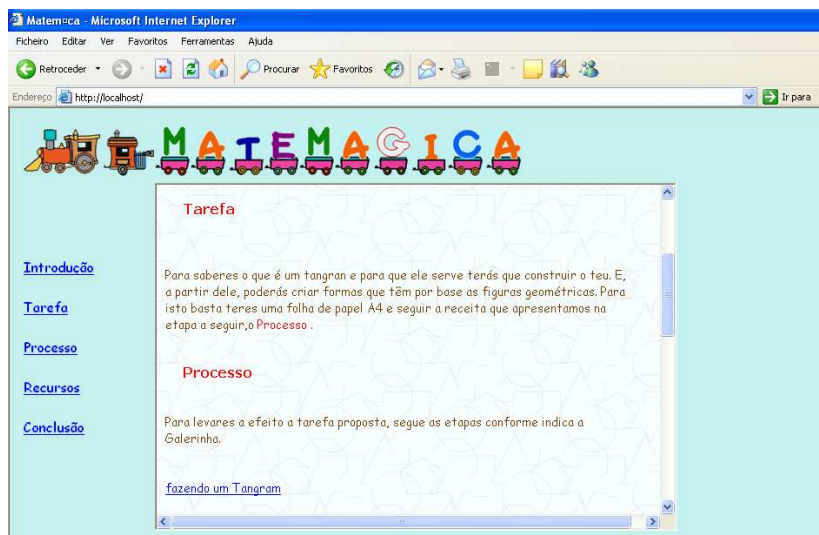 Matem¤ca - Microsoft Internet Explorer
Ficheiro Editar Ver Favoritos Ferramentas Ajuda
Retroceder Procurar Favoritos
Endereço http://localhost/ Ir para
MATEMAGICA
Introdução
Tarefa
Processo
Recursos
Conclusão
Tarefa
Para saberes o que é um tangran e para que ele serve terás que construir o teu. E,
a partir dele, poderás criar formas que têm por base as figuras geométricas. Para
isto basta teres uma folha de papel A4 e seguir a receita que apresentamos na
etapa a seguir,o Processo .
Processo
Para levares a efeito a tarefa proposta, segue as etapas conforme indica a
Galerinha.
fazendo um Tangram